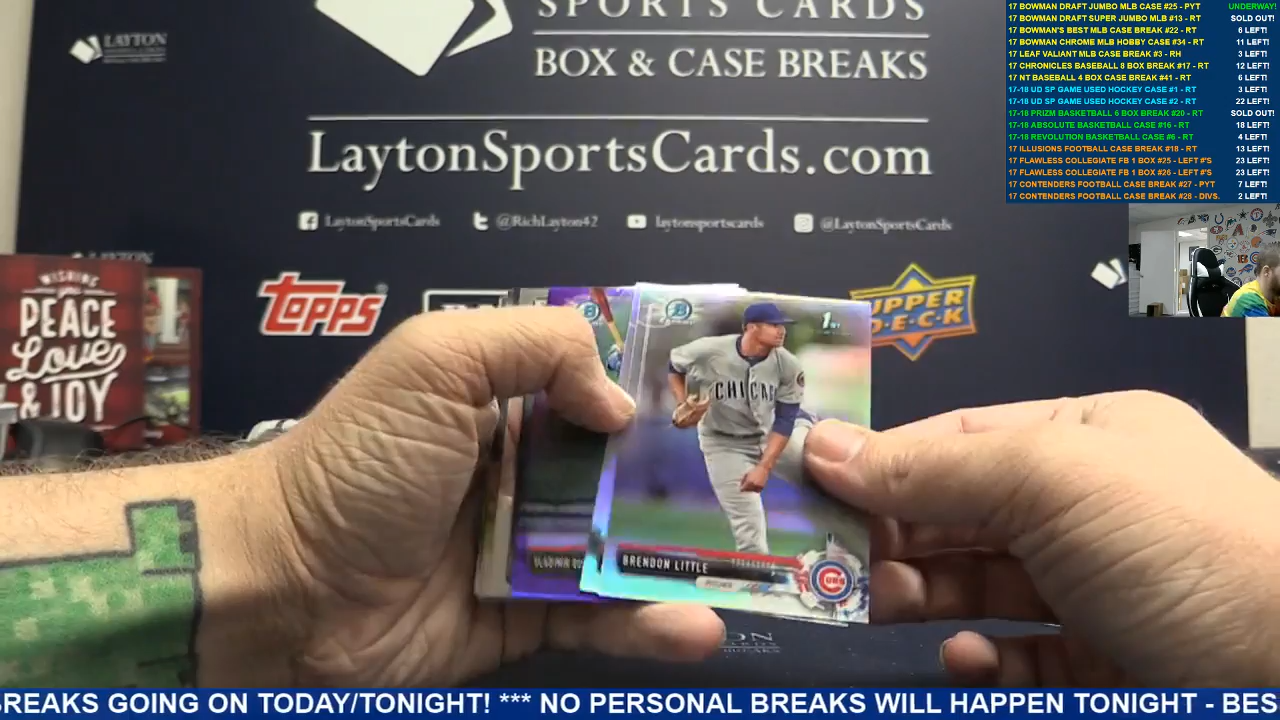 SPORTS CARDS
BOX & CASE BREAKS
LaytonSportsCards.com
LaytonSportsCards
@RichLayton42
laytonsportscards
@LaytonSportsCards
LAYTON
WISHING
you
PEACE
Love
& JOY
TOPPS
UPPER
DECK
1ST
CHICAG
BRENDON LITTLE
PITCHER
CUBS
17 BOWMAN DRAFT JUMBO MLB CASE #25 - PYT UNDERWAY!
17 BOWMAN DRAFT SUPER JUMBO MLB #13 - RT SOLD OUT!
17 BOWMAN'S BEST MLB CASE BREAK #22 - RT 6 LEFT!
17 BOWMAN CHROME MLB HOBBY CASE #34 - RT 11 LEFT!
17 LEAF VALIANT MLB CASE BREAK #3 - RH 3 LEFT!
17 CHRONICLES BASEBALL 8 BOX BREAK #17 - RT 12 LEFT!
17 NT BASEBALL 4 BOX CASE BREAK #41 - RT 6 LEFT!
17-18 UD SP GAME USED HOCKEY CASE #1 - RT 3 LEFT!
17-18 UD SP GAME USED HOCKEY CASE #2 - RT 22 LEFT!
17-18 PRIZM BASKETBALL 6 BOX BREAK #20 - RT SOLD OUT!
17-18 ABSOLUTE BASKETBALL CASE #16 - RT 18 LEFT!
17-18 REVOLUTION BASKETBALL CASE #6 - RT 4 LEFT!
17 ILLUSIONS FOOTBALL CASE BREAK #18 - RT 13 LEFT!
17 FLAWLESS COLLEGIATE FB 1 BOX #25 - LEFT #'S 23 LEFT!
17 FLAWLESS COLLEGIATE FB 1 BOX #26 - LEFT #'S 23 LEFT!
17 CONTENDERS FOOTBALL CASE BREAK #27 - PYT 7 LEFT!
17 CONTENDERS FOOTBALL CASE BREAK #28 - DIVS. 2 LEFT!
BREAKS GOING ON TODAY/TONIGHT! *** NO PERSONAL BREAKS WILL HAPPEN TONIGHT - BES